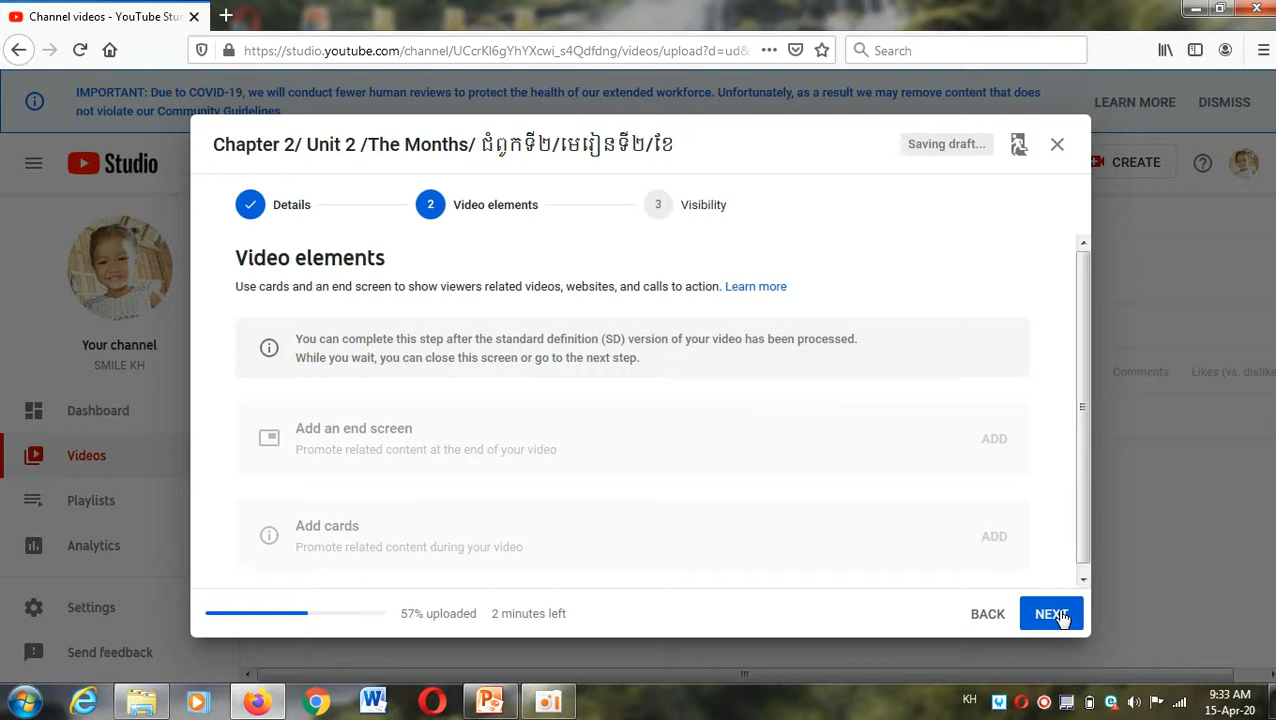 Channel videos - YouTube Stu
https://studio.youtube.com/channel/UCcrKI6gYhYXcwi_s4Qdfdng/videos/upload?d=ud&
Search
IMPORTANT: Due to COVID-19, we will conduct fewer human reviews to protect the health of our extended workforce. Unfortunately, as a result we may remove content that does
not violate our Community Guidelines
LEARN MORE
DISMISS
Studio
CREATE
Chapter 2/ Unit 2 /The Months/ ជំពូកទី២/មេរៀនទី២/ខែ
Saving draft...
Details
2
Video elements
3
Visibility
Video elements
Use cards and an end screen to show viewers related videos, websites, and calls to action. Learn more
You can complete this step after the standard definition (SD) version of your video has been processed.
While you wait, you can close this screen or go to the next step.
Add an end screen
Promote related content at the end of your video
ADD
Add cards
Promote related content during your video
ADD
57% uploaded
2 minutes left
BACK
NEXT
Your channel
SMILE KH
Dashboard
Videos
Playlists
Analytics
Settings
Send feedback
Comments
Likes (vs. dislike
KH
9:33 AM
15-Apr-20